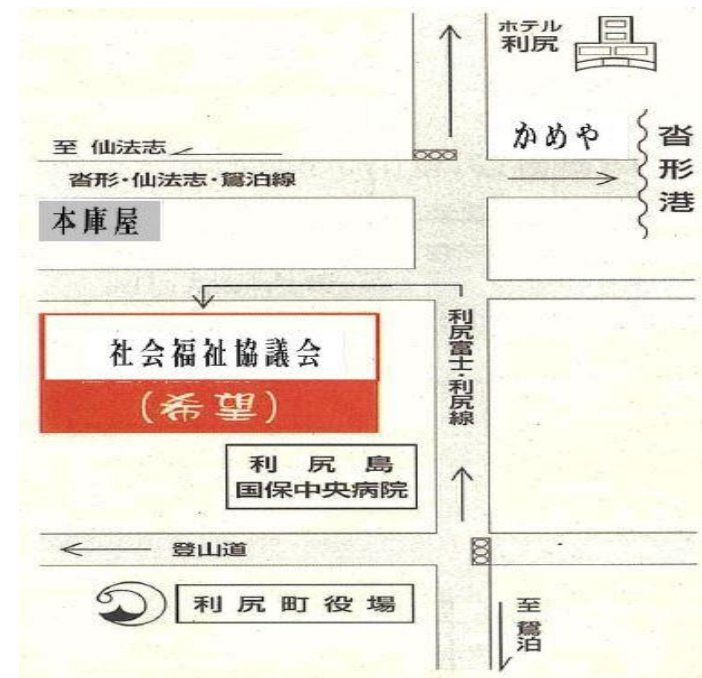 ホテル
利尻
かめや
沓形港
至 仙法志
沓形・仙法志・鴛泊線
本庫屋
利尻富士・利尻線
社会福祉協議会
利尻島
国保中央病院
登山道
利尻町役場
至 鴛泊